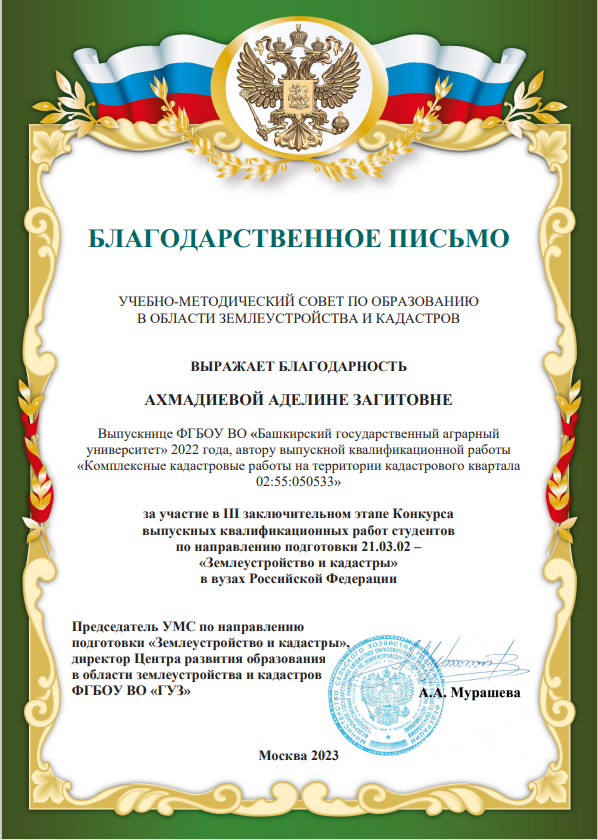 БЛАГОДАРСТВЕННОЕ ПИСЬМО
УЧЕБНО-МЕТОДИЧЕСКИЙ СОВЕТ ПО ОБРАЗОВАНИЮ
В ОБЛАСТИ ЗЕМЛЕУСТРОЙСТВА И КАДАСТРОВ
ВЫРАЖАЕТ БЛАГОДАРНОСТЬ
АХМАДИЕВОЙ АДЕЛИНЕ ЗАГИТОВНЕ
Выпускнице ФГБОУ ВО «Башкирский государственный аграрный
университет» 2022 года, автору выпускной квалификационной работы
«Комплексные кадастровые работы на территории кадастрового квартала
02:55:050533»
за участие в III заключительном этапе Конкурса
выпускных квалификационных работ студентов
по направлению подготовки 21.03.02 –
«Землеустройство и кадастры»
в вузах Российской Федерации
Председатель УМС по направлению
подготовки «Землеустройство и кадастры»,
директор Центра развития образования
в области землеустройства и кадастров
ФГБОУ ВО «ГУЗ»
А.А. Мурашева
Москва 2023